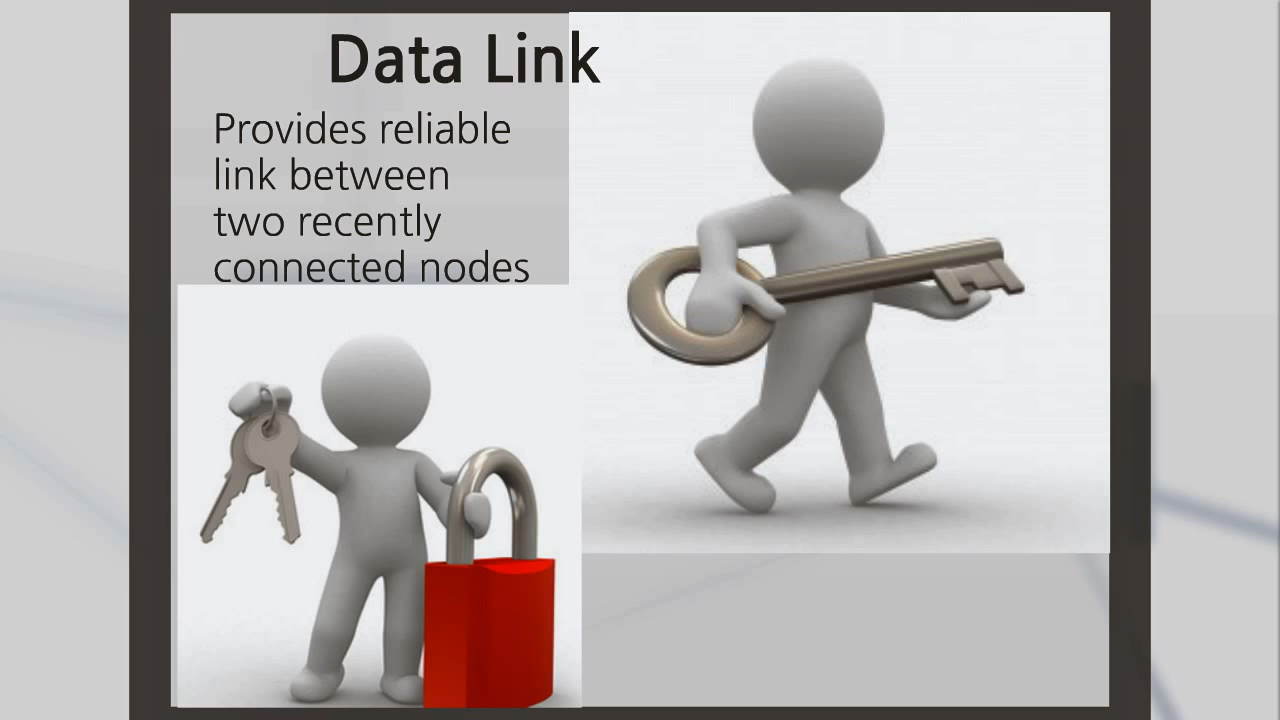 Data Link
Provides reliable
link between
two recently
connected nodes